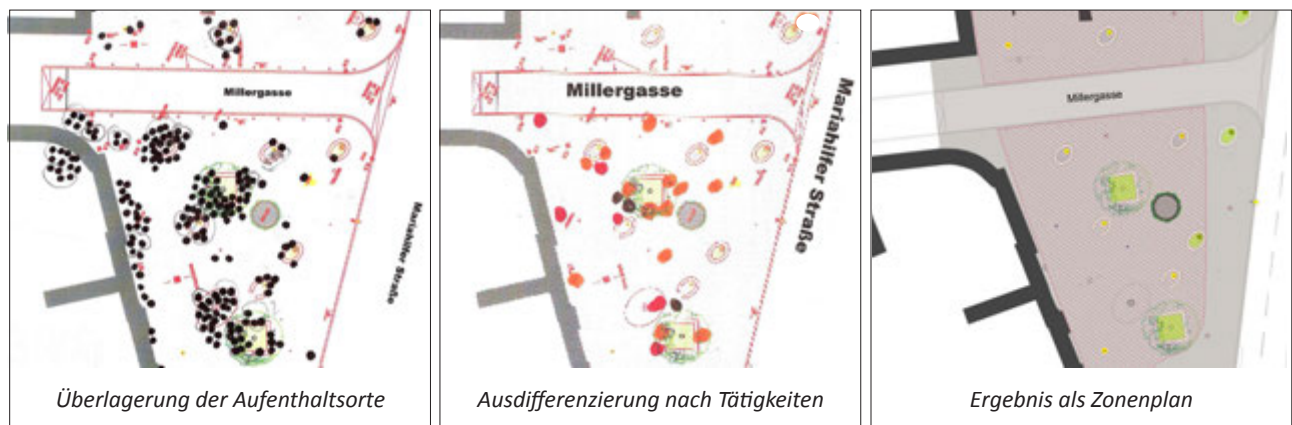 Millergasse
Mariahilfer Straße
Überlagerung der Aufenthaltsorte
Millergasse
Mariahilfer Straße
Ausdifferenzierung nach Tätigkeiten
Millergasse
Ergebnis als Zonenplan